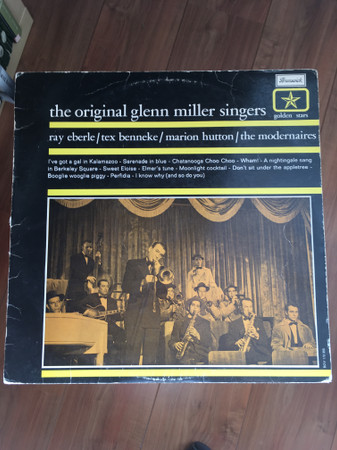 Brunswick
the original glenn miller singers
golden stars
ray eberle/tex benneke/marion hutton/the modernaires
I've got a gal in Kalamazoo - Serenade in blue - Chatanooga Choo Choo - Wham! - A nightingale sang
in Berkeley Square - Sweet Eloise - Elmer's tune - Moonlight cocktail - Don't sit under the appletree -
Boogie wooglie piggy - Perfidia - I know why (and so do you)